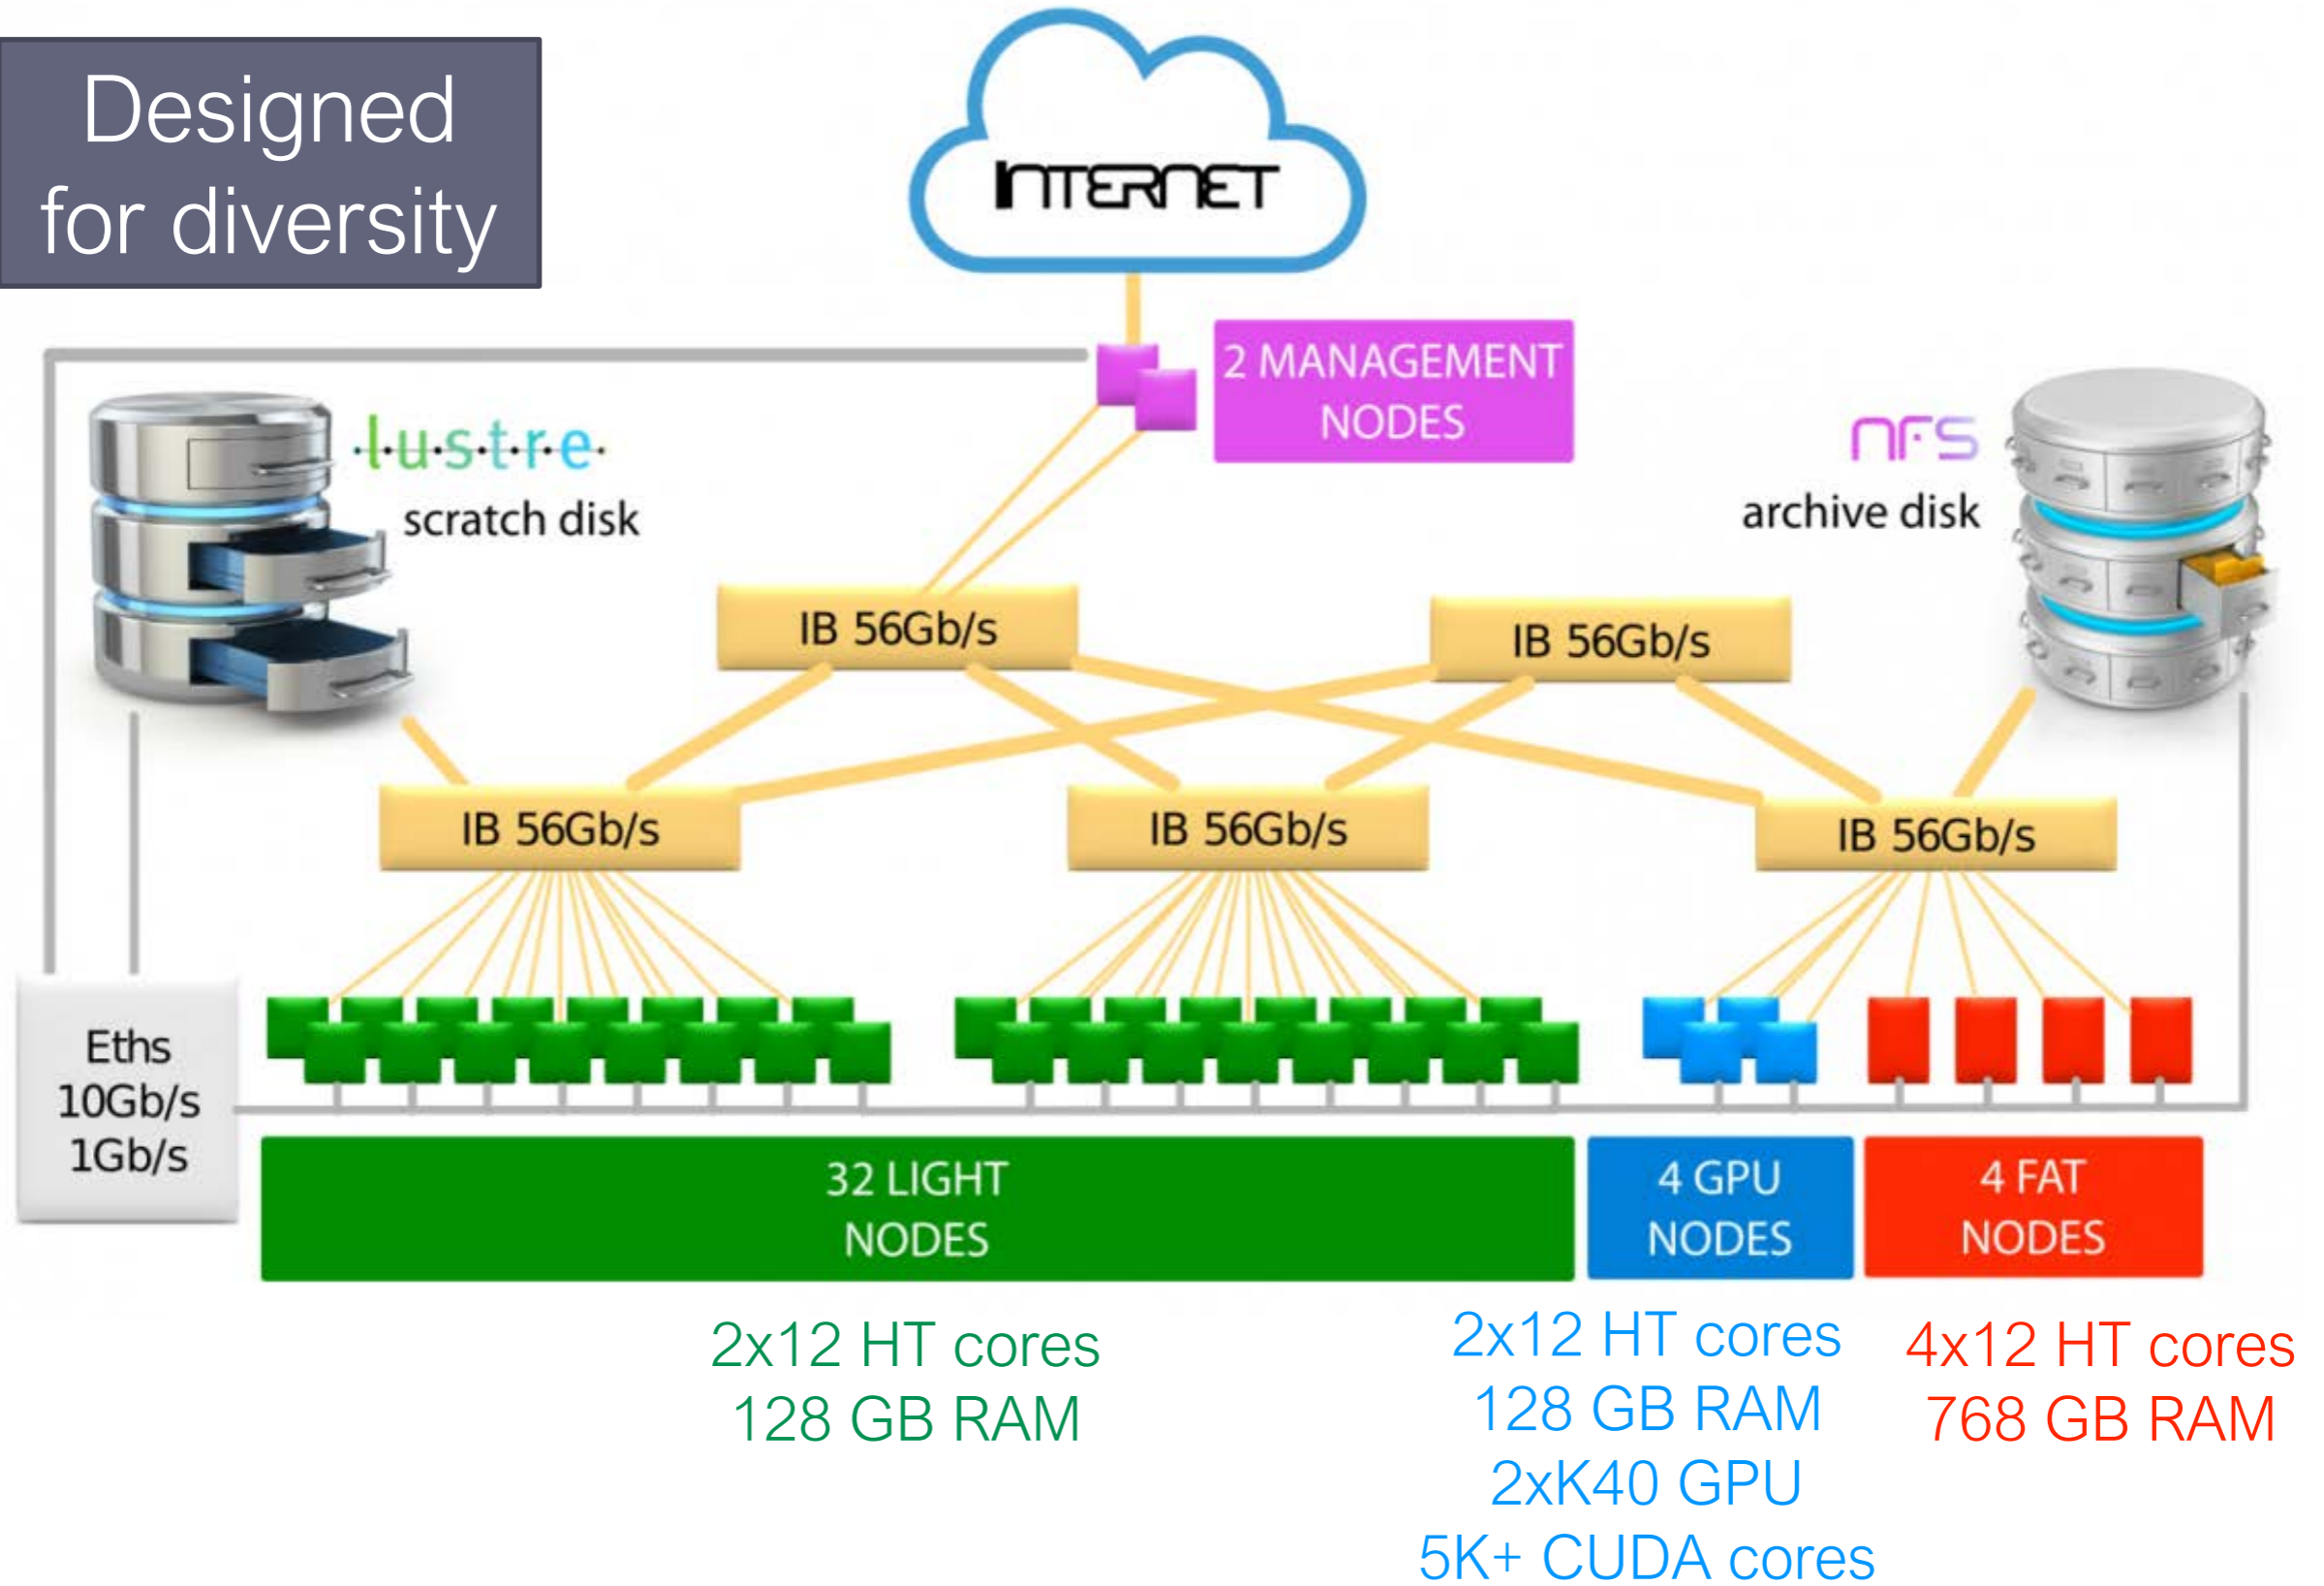 Designed
for diversity
INTERNET
2 MANAGEMENT
NODES
lustre
scratch disk
nFS
archive disk
IB 56Gb/s
IB 56Gb/s
IB 56Gb/s
IB 56Gb/s
IB 56Gb/s
Eths
10Gb/s
1Gb/s
32 LIGHT
NODES
4 GPU
NODES
4 FAT
NODES
2x12 HT cores
128 GB RAM
2x12 HT cores
128 GB RAM
2xK40 GPU
5K+ CUDA cores
4x12 HT cores
768 GB RAM